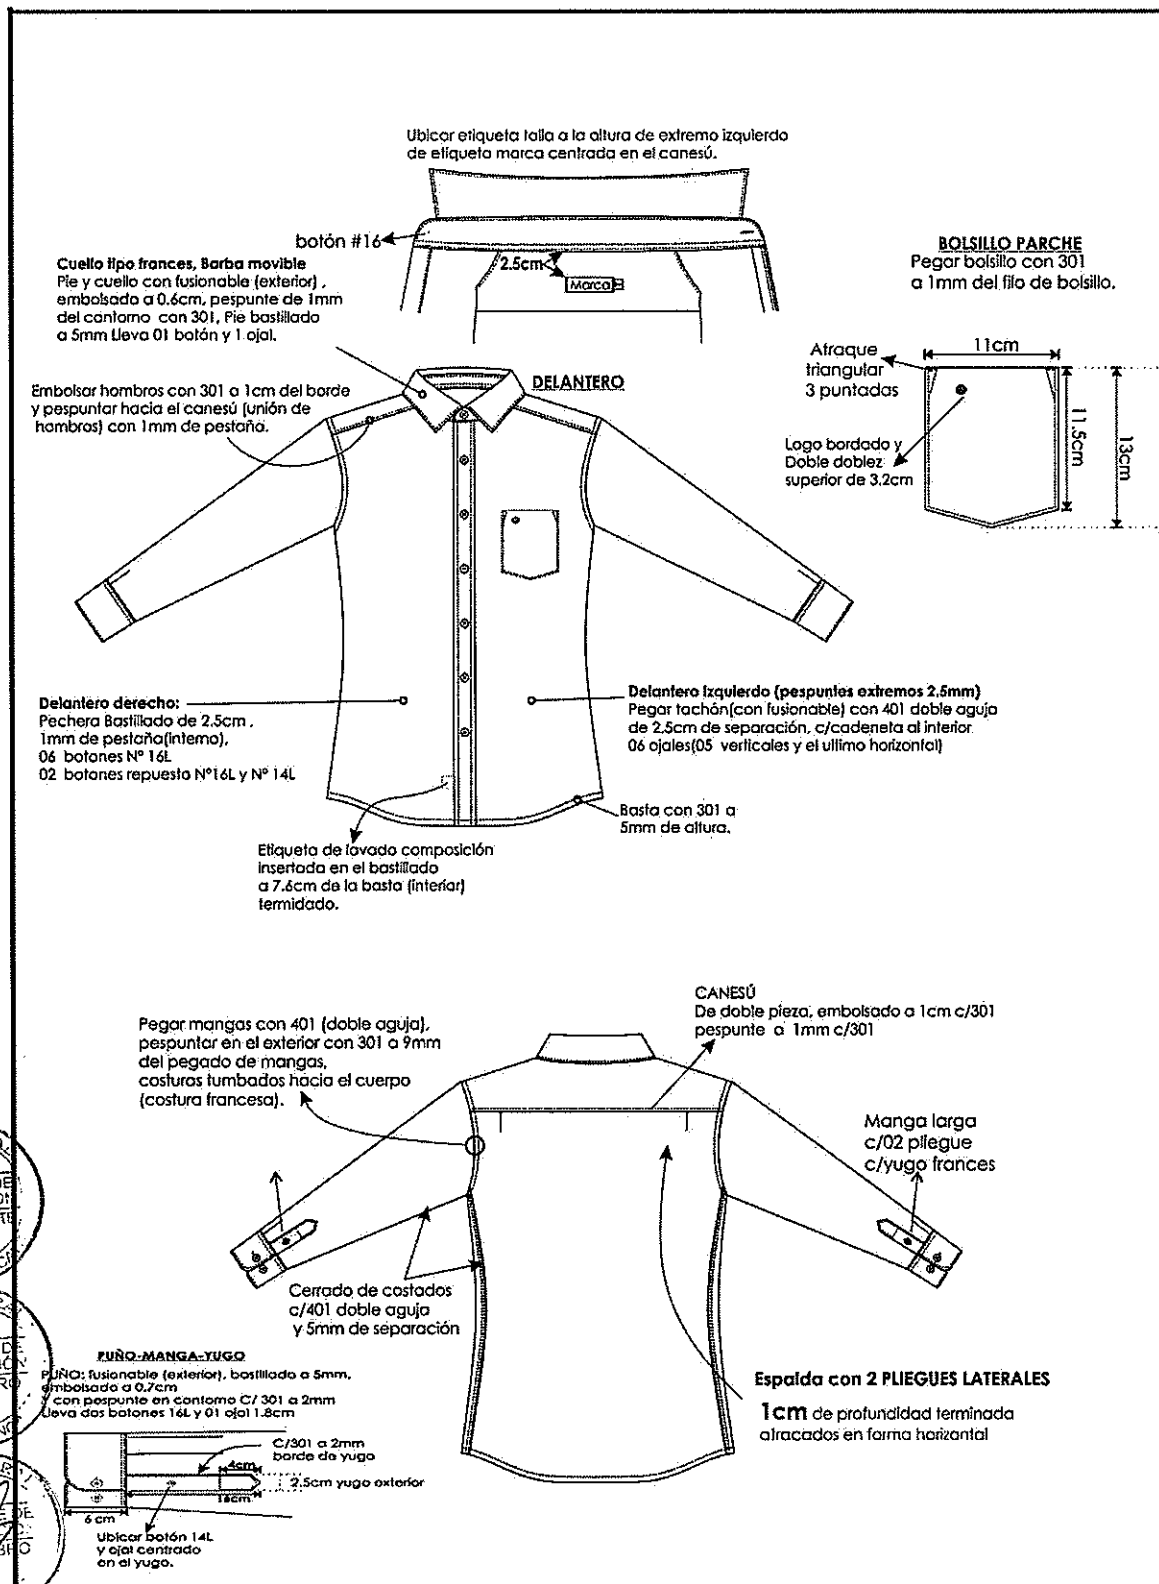 Ubicar etiqueta talla a la altura de extremo izquierdo
de etiqueta marca centrada en el canesú.
botón #16
2.5cm
Marca
Cuello tipo frances, Barba movible
Pie y cuello con fusionable (exterior) ,
embolsado a 0.6cm, pespunte de 1mm
del contorno con 301, Pie bastillado
a 5mm Lleva 01 botón y 1 ojal.
BOLSILLO PARCHE
Pegar bolsillo con 301
a 1mm del filo de bolsillo.
Atraque
triangular
3 puntadas
11cm
11.5cm
13cm
Logo bordado y
Doble doblez
superior de 3.2cm
Embolsar hombros con 301 a 1cm del borde
y pespuntar hacia el canesú (unión de
hombros) con 1mm de pestaña.
DELANTERO
Delantero derecho:
Pechera Bastillado de 2.5cm ,
1mm de pestaña(interno),
06 botones Nº 16L
02 botones repuesto Nº16L y Nº 14L
Delantero Izquierdo (pespuntes extremos 2.5mm)
Pegar tachón(con fusionable) con 401 doble aguja
de 2.5cm de separación, c/cadeneta al interior
06 ojales(05 verticales y el ultimo horizontal)
Basta con 301 a
5mm de altura.
Etiqueta de lavado composición
insertada en el bastillado
a 7.6cm de la basta (interior)
termidado.
Pegar mangas con 401 (doble aguja),
pespuntar en el exterior con 301 a 9mm
del pegado de mangas,
costuras tumbados hacia el cuerpo
(costura francesa).
CANESÚ
De doble pieza, embolsado a 1cm c/301
pespunte a 1mm c/301
Manga larga
c/02 pliegue
c/yugo frances
Cerrado de costados
c/401 doble aguja
y 5mm de separación
Espalda con 2 PLIEGUES LATERALES
1cm de profundidad terminada
atracados en forma horizontal
PUÑO-MANGA-YUGO
PUÑO: fusionable (exterior), bastillado a 5mm,
embolsado a 0.7cm
Y con pespunte en contorno C/ 301 a 2mm
Lleva dos botones 16L y 01 ojal 1.8cm
C/301 a 2mm
borde de yugo
4cm
2.5cm yugo exterior
16cm
6 cm
Ubicar botón 14L
y ojal centrado
en el yugo.